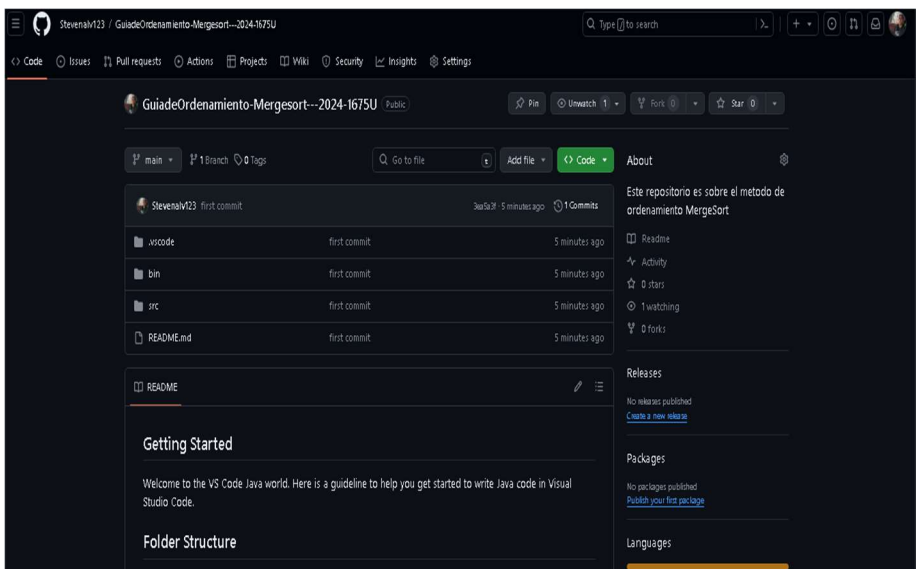 Stevenalv123 / GuiadeOrdenamiento-Mergesort---2024-1675U
Type / to search
<> Code Issues Pull requests Actions Projects Wiki Security Insights Settings
GuiadeOrdenamiento-Mergesort---2024-1675U Public
Pin Unwatch 1 Fork 0 Star 0
main 1 Branch 0 Tags Go to file t Add file <> Code
Stevenalv123 first commit 3ea5a3f · 5 minutes ago 1 Commits
.vscode first commit 5 minutes ago
bin first commit 5 minutes ago
src first commit 5 minutes ago
README.md first commit 5 minutes ago
README
Getting Started
Welcome to the VS Code Java world. Here is a guideline to help you get started to write Java code in Visual
Studio Code.
Folder Structure
About
Este repositorio es sobre el metodo de
ordenamiento MergeSort
Readme
Activity
0 stars
1 watching
0 forks
Releases
No releases published
Create a new release
Packages
No packages published
Publish your first package
Languages